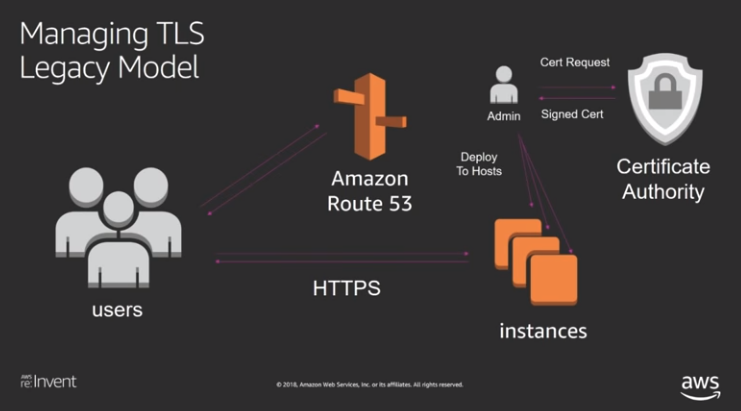 Managing TLS
Legacy Model
Cert Request
Admin
Signed Cert
Certificate
Authority
Deploy
To Hosts
Amazon
Route 53
HTTPS
users
instances
AWS
re:Invent
© 2018, Amazon Web Services, Inc. or its affiliates. All rights reserved.
aws